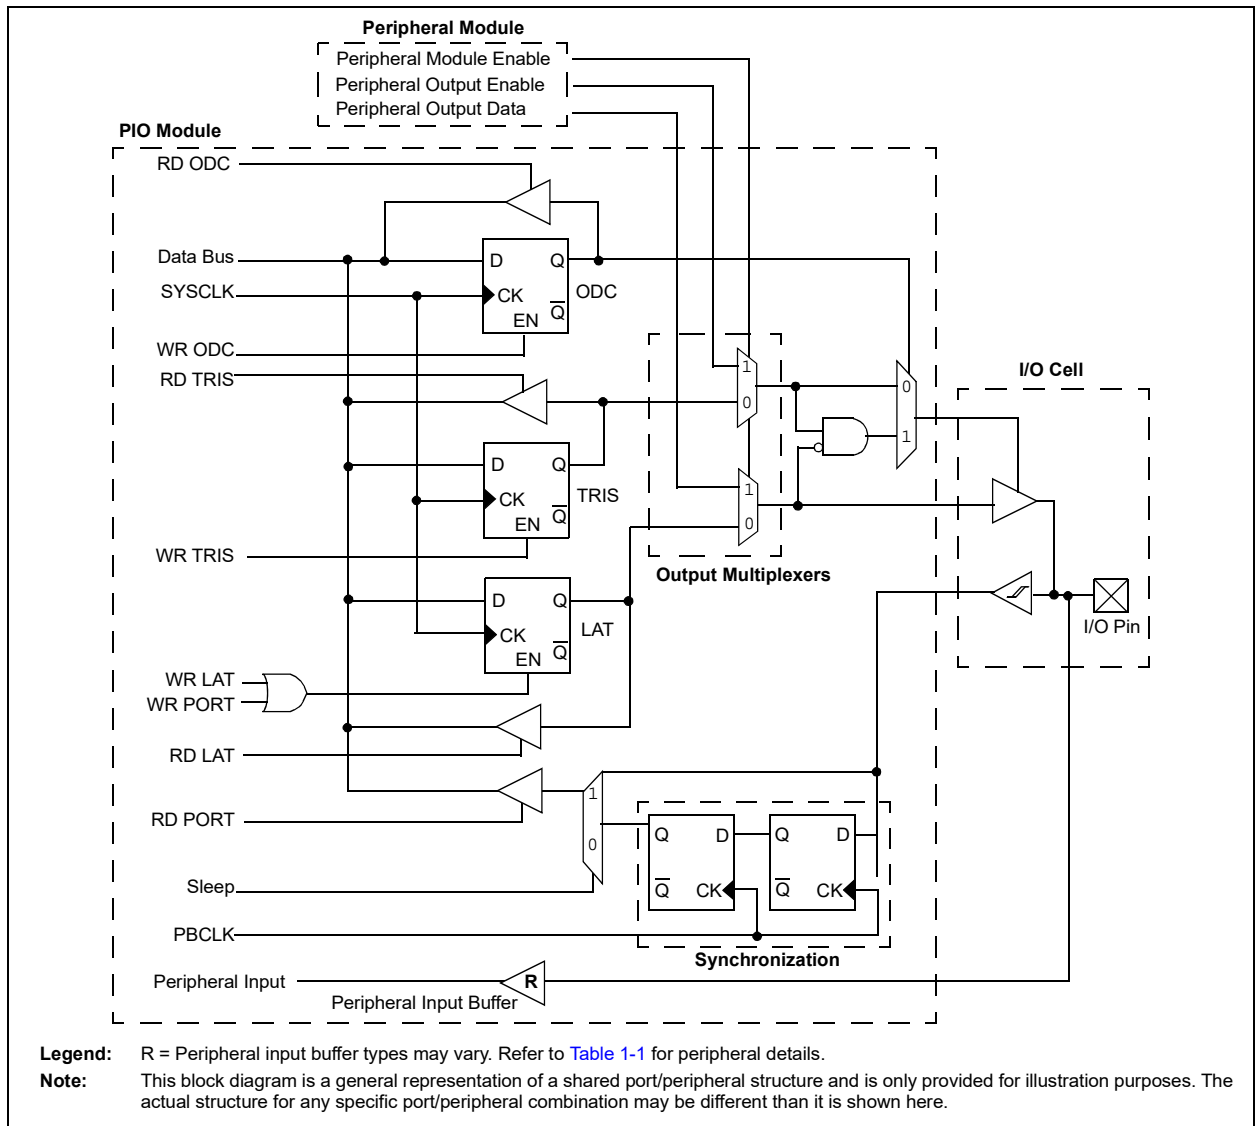 Peripheral Module
Peripheral Module Enable
Peripheral Output Enable
Peripheral Output Data
PIO Module
RD ODC
Data Bus
D
Q
SYSCLK
CK
ODC
Q
EN
WR ODC
RD TRIS
1
0
0
1
I/O Cell
D
Q
CK
TRIS
Q
EN
1
0
WR TRIS
Output Multiplexers
D
Q
CK
LAT
Q
EN
I/O Pin
WR LAT
WR PORT
RD LAT
1
RD PORT
0
Q
D
Q
D
Sleep
Q
CK
Q
CK
PBCLK
Synchronization
Peripheral Input
R
Peripheral Input Buffer
Legend: R = Peripheral input buffer types may vary. Refer to Table 1-1 for peripheral details.
Note: This block diagram is a general representation of a shared port/peripheral structure and is only provided for illustration purposes. The
actual structure for any specific port/peripheral combination may be different than it is shown here.